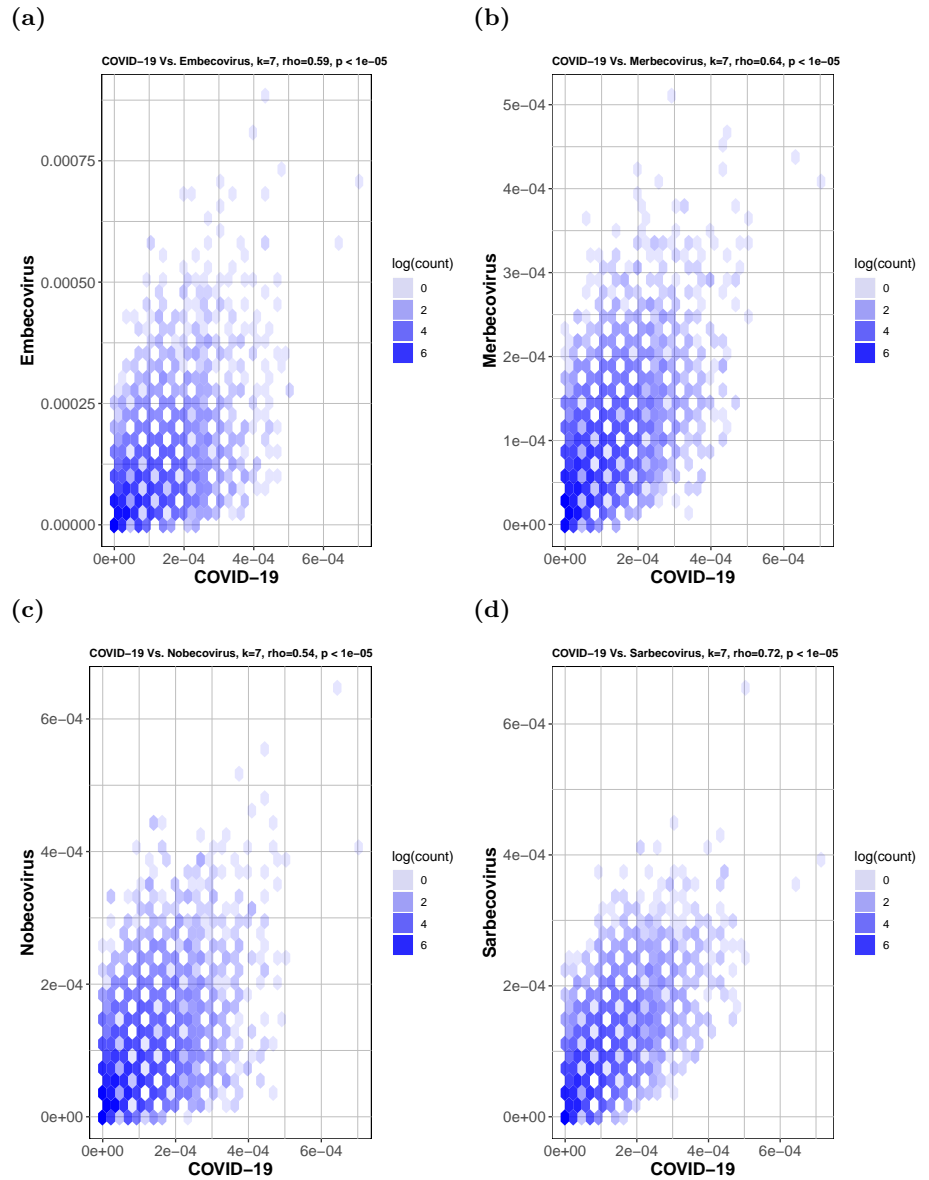 (a)
COVID−19 Vs. Embecovirus, k=7, rho=0.59, p < 1e−05
Embecovirus
0.00075
0.00050
0.00025
0.00000
0e+00 2e−04 4e−04 6e−04
COVID−19
log(count)
0
2
4
6
(b)
COVID−19 Vs. Merbecovirus, k=7, rho=0.64, p < 1e−05
Merbecovirus
5e−04
4e−04
3e−04
2e−04
1e−04
0e+00
0e+00 2e−04 4e−04 6e−04
COVID−19
log(count)
0
2
4
6
(c)
COVID−19 Vs. Nobecovirus, k=7, rho=0.54, p < 1e−05
Nobecovirus
6e−04
4e−04
2e−04
0e+00
0e+00 2e−04 4e−04 6e−04
COVID−19
log(count)
0
2
4
6
(d)
COVID−19 Vs. Sarbecovirus, k=7, rho=0.72, p < 1e−05
Sarbecovirus
6e−04
4e−04
2e−04
0e+00
0e+00 2e−04 4e−04 6e−04
COVID−19
log(count)
0
2
4
6